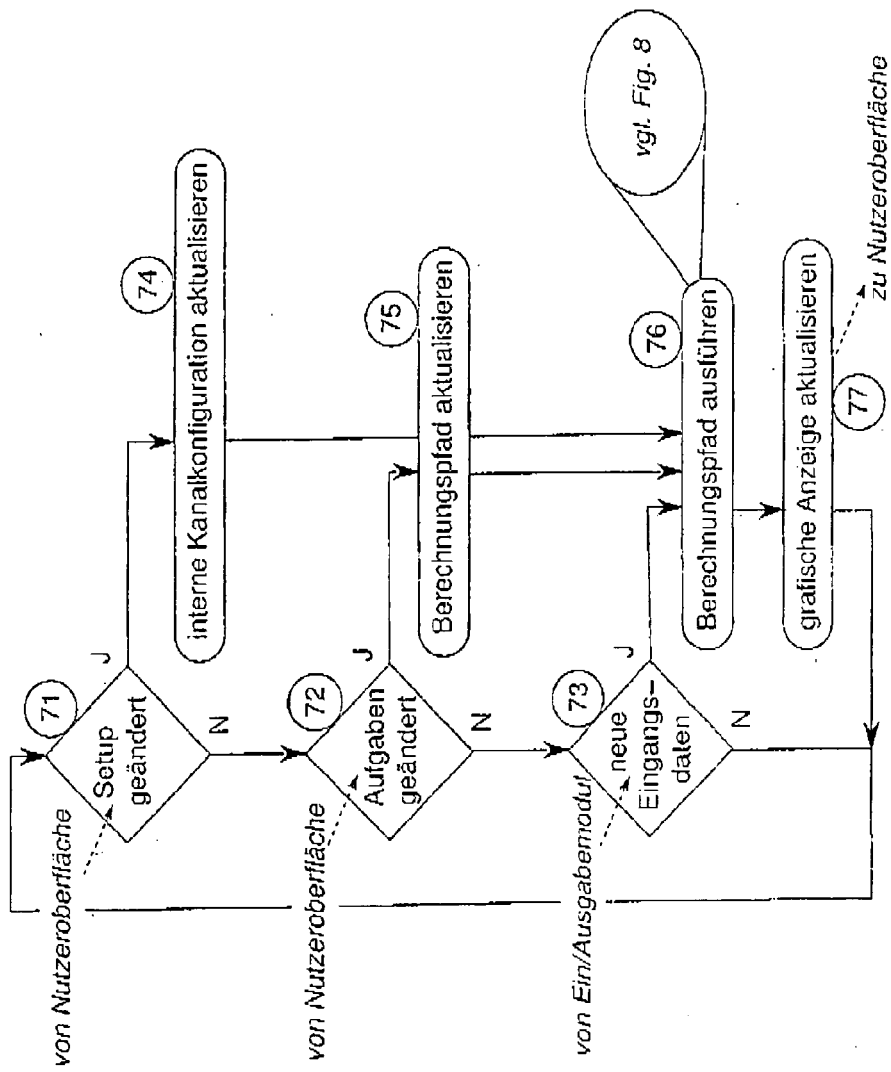 von Nutzeroberfläche
71
Setup
geändert
J
N
74
interne Kanalkonfiguration aktualisieren
von Nutzeroberfläche
72
Aufgaben
geändert
J
N
75
Berechnungspfad aktualisieren
von Ein/Ausgabemodul
73
neue
Eingangs-
daten
J
N
76
Berechnungspfad ausführen
vgl. Fig. 8
grafische Anzeige aktualisieren
77
zu Nutzeroberfläche